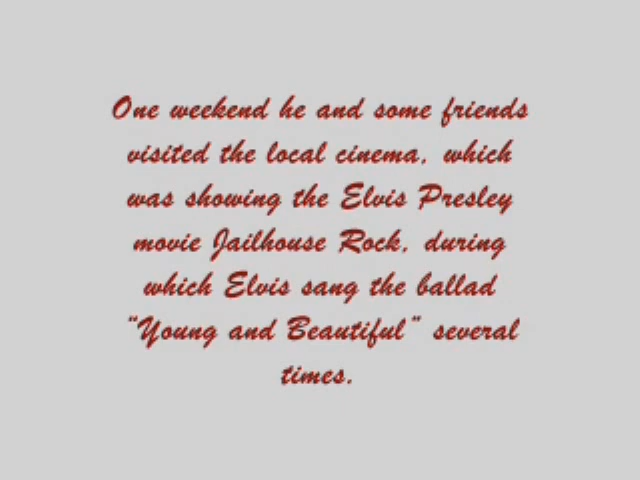 One weekend he and some friends
visited the local cinema, which
was showing the Elvis Presley
movie Jailhouse Rock, during
which Elvis sang the ballad
“Young and Beautiful” several
times.